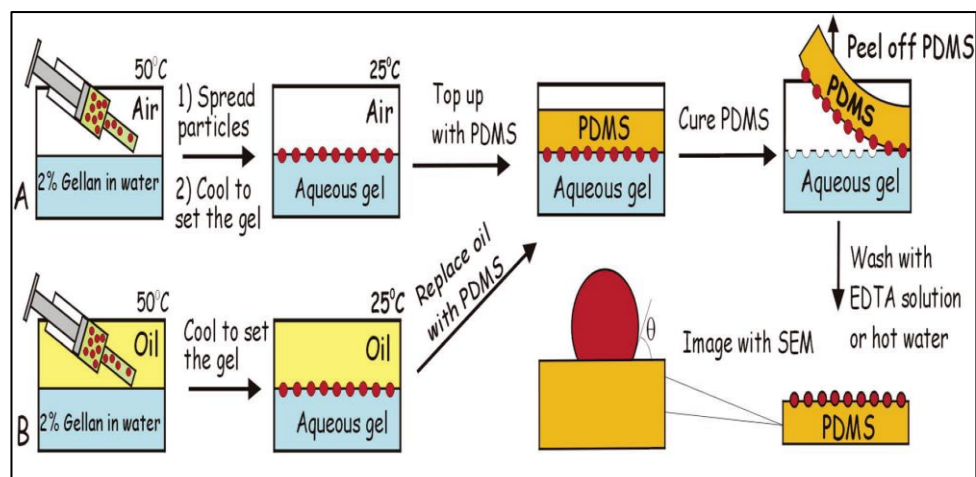 A
50°C
Air
2% Gellan in water
1) Spread
particles
2) Cool to
set the gel
25°C
Air
Aqueous gel
Top up
with PDMS
PDMS
Aqueous gel
Cure PDMS
Peel off PDMS
PDMS
Aqueous gel
Wash with
EDTA solution
or hot water
B
50°C
Oil
2% Gellan in water
Cool to set
the gel
25°C
Oil
Aqueous gel
Replace oil
with PDMS
θ
Image with SEM
PDMS